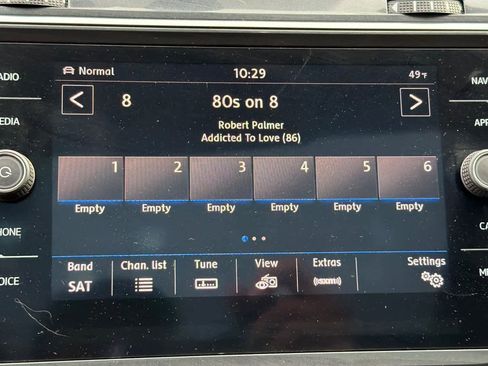 Normal 10:29 49°F
8 80s on 8
Robert Palmer
Addicted To Love (86)
1 2 3 4 5 6
Empty Empty Empty Empty Empty Empty
Band Chan. list Tune View Extras Settings
SAT ((SXM))
ADIO
EDIA
PHONE
OICE
NAV
APP
CA
ME